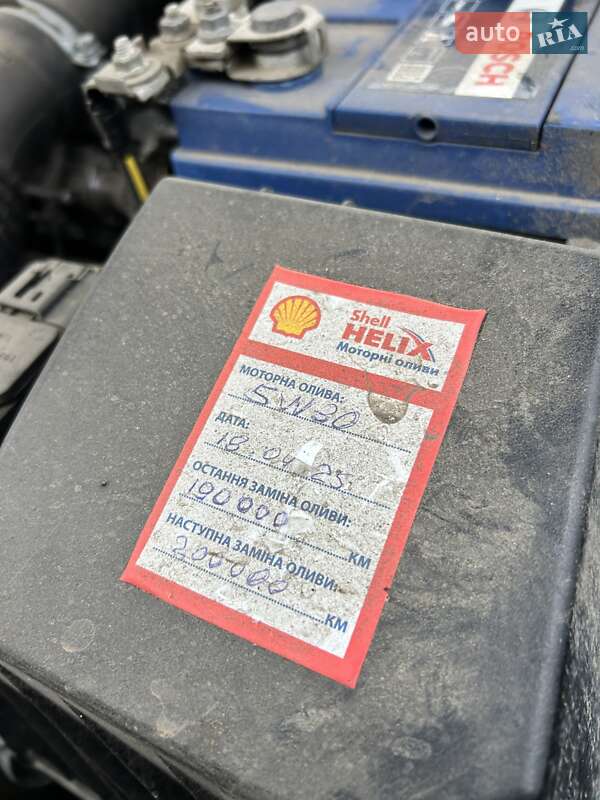 auto RIA
.com
BOSCH
Shell
HELIX
Моторні оливи
МОТОРНА ОЛИВА:
5W30
ДАТА:
18.04.25
ОСТАННЯ ЗАМІНА ОЛИВИ:
190000 КМ
НАСТУПНА ЗАМІНА ОЛИВИ:
200000 КМ